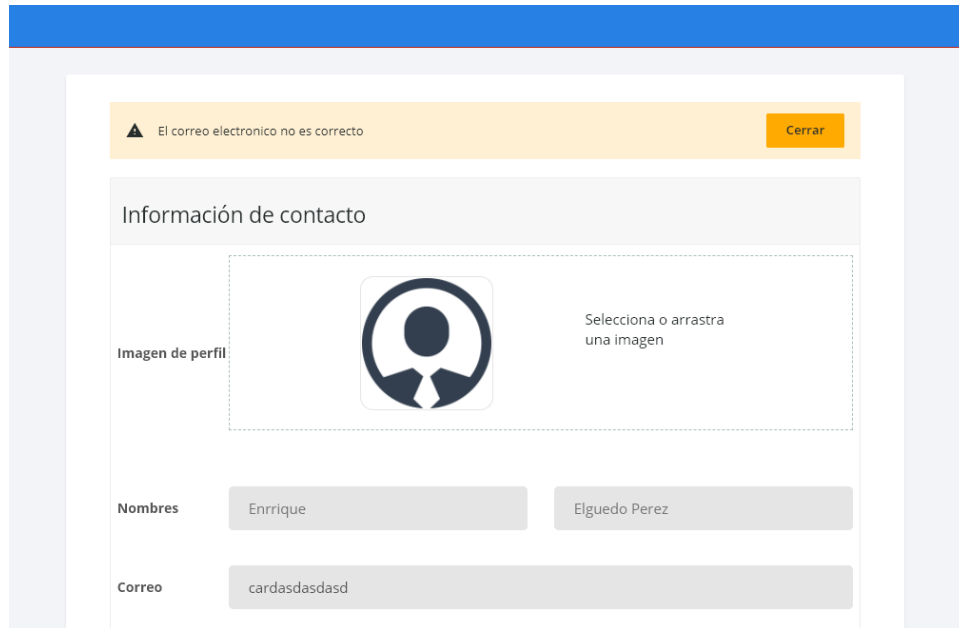 El correo electronico no es correcto
Cerrar
Información de contacto
Imagen de perfil
Selecciona o arrastra
una imagen
Nombres
Enrrique
Elguedo Perez
Correo
cardasdasdasd